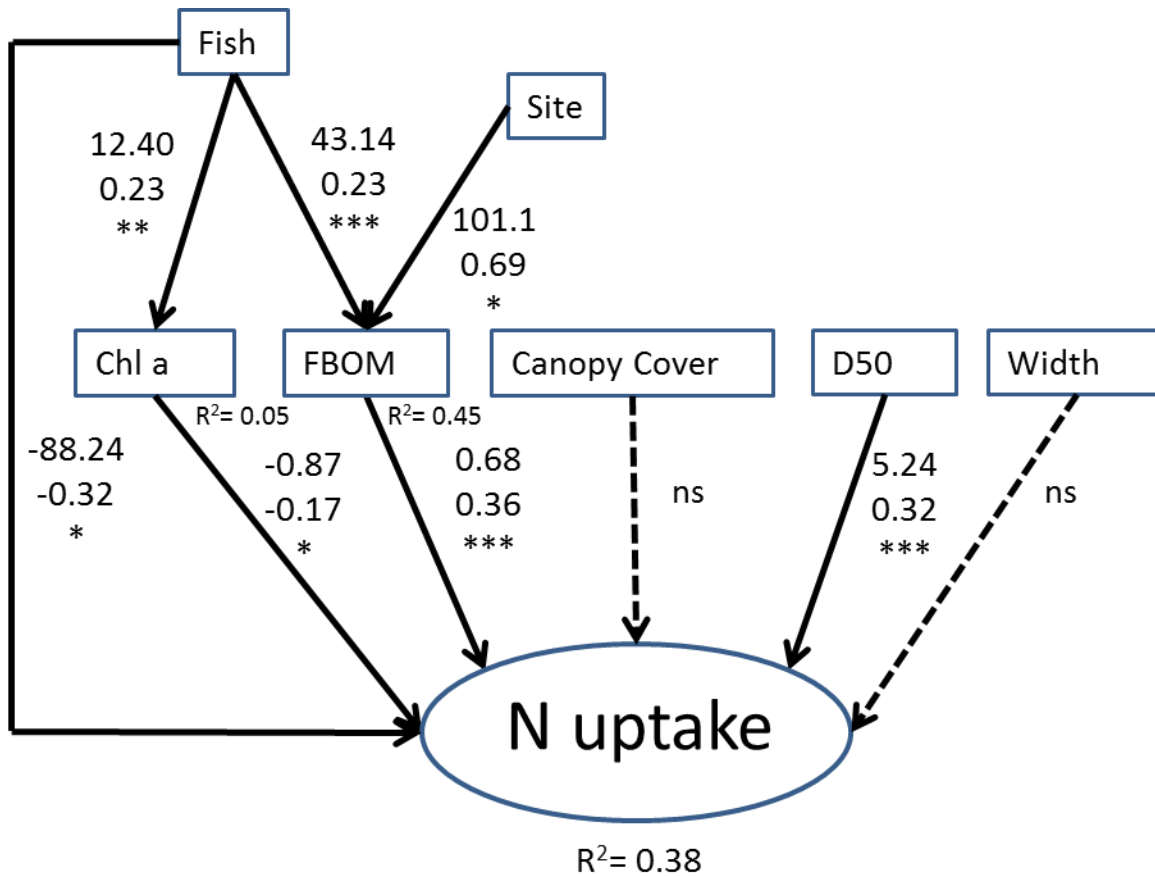 Fish
Site
12.40
0.23
**
43.14
0.23
***
101.1
0.69
*
Chl a
FBOM
Canopy Cover
D50
Width
R²= 0.05
R²= 0.45
-88.24
-0.32
*
-0.87
-0.17
*
0.68
0.36
***
ns
5.24
0.32
***
ns
N uptake
R²= 0.38